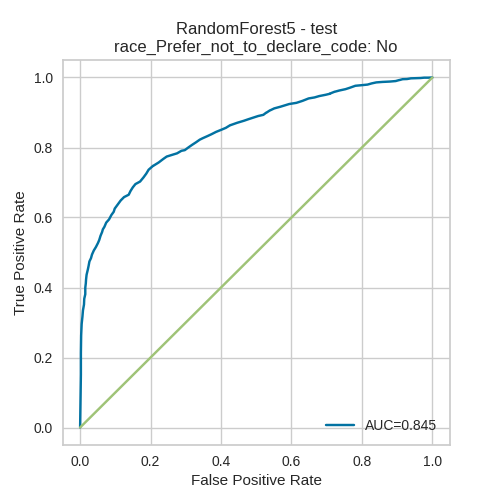 RandomForest5 - test
race_Prefer_not_to_declare_code: No
1.0
0.8
0.6
0.4
0.2
0.0
True Positive Rate
AUC=0.845
0.0 0.2 0.4 0.6 0.8 1.0
False Positive Rate